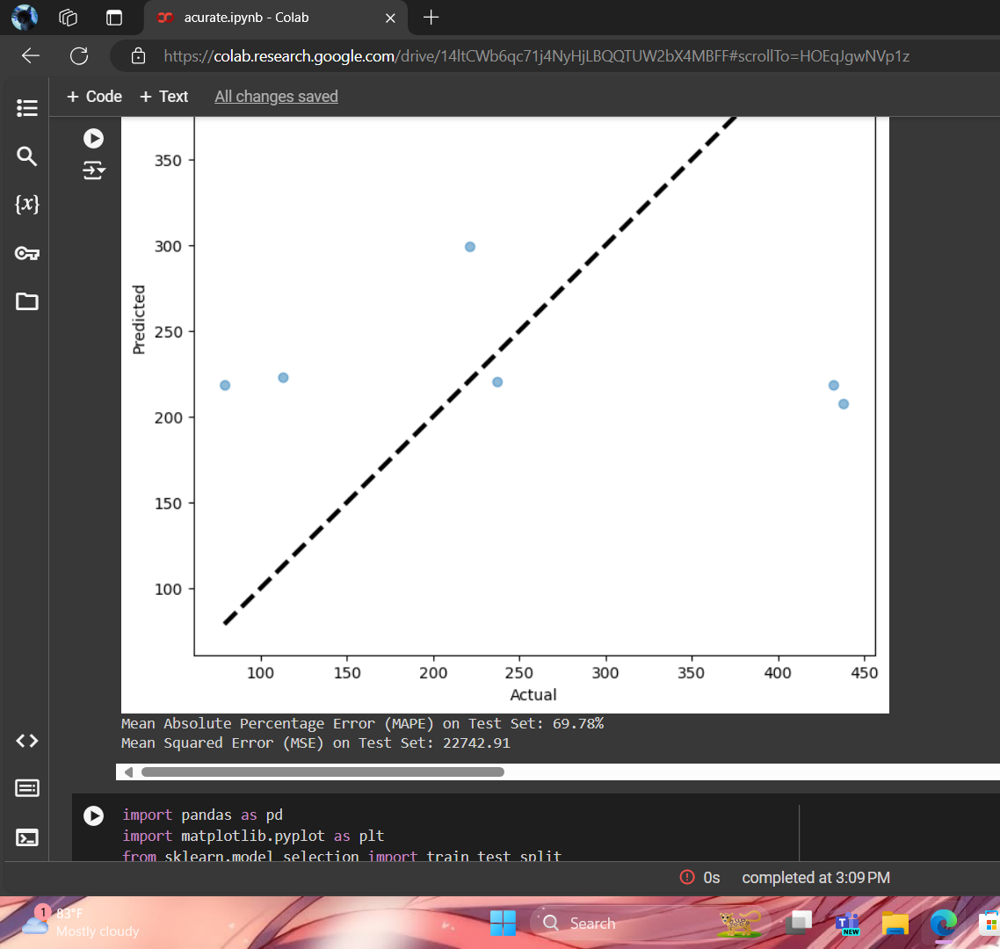 acurate.ipynb - Colab
https://colab.research.google.com/drive/14ltCWb6qc71j4NyHjLBQQTUW2bX4MBFF#scrollTo=HOEqJgwNVp1z
+ Code + Text All changes saved
{x}
350
300
250
200
150
100
Predicted
100 150 200 250 300 350 400 450
Actual
Mean Absolute Percentage Error (MAPE) on Test Set: 69.78%
Mean Squared Error (MSE) on Test Set: 22742.91
import pandas as pd
import matplotlib.pyplot as plt
from sklearn.model_selection import train_test_split
0s completed at 3:09 PM
1
83°F
Mostly cloudy
Search
T
NEW